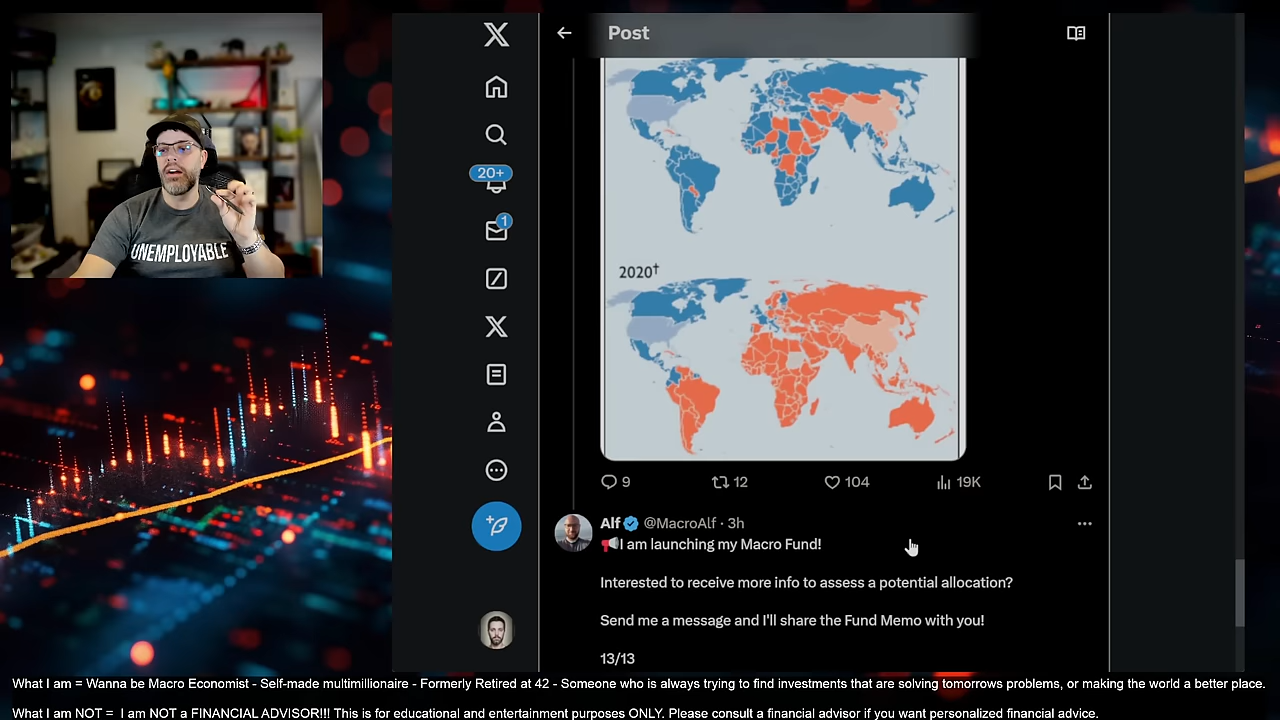 UNEMPLOYABLE
Post
20+
1
2020†
9
12
104
19K
Alf @MacroAlf · 3h
I am launching my Macro Fund!
Interested to receive more info to assess a potential allocation?
Send me a message and I'll share the Fund Memo with you!
13/13
What I am = Wanna be Macro Economist - Self-made multimillionaire - Formerly Retired at 42 - Someone who is always trying to find investments that are solving tomorrows problems, or making the world a better place.
What I am NOT = I am NOT a FINANCIAL ADVISOR!!! This is for educational and entertainment purposes ONLY. Please consult a financial advisor if you want personalized financial advice.